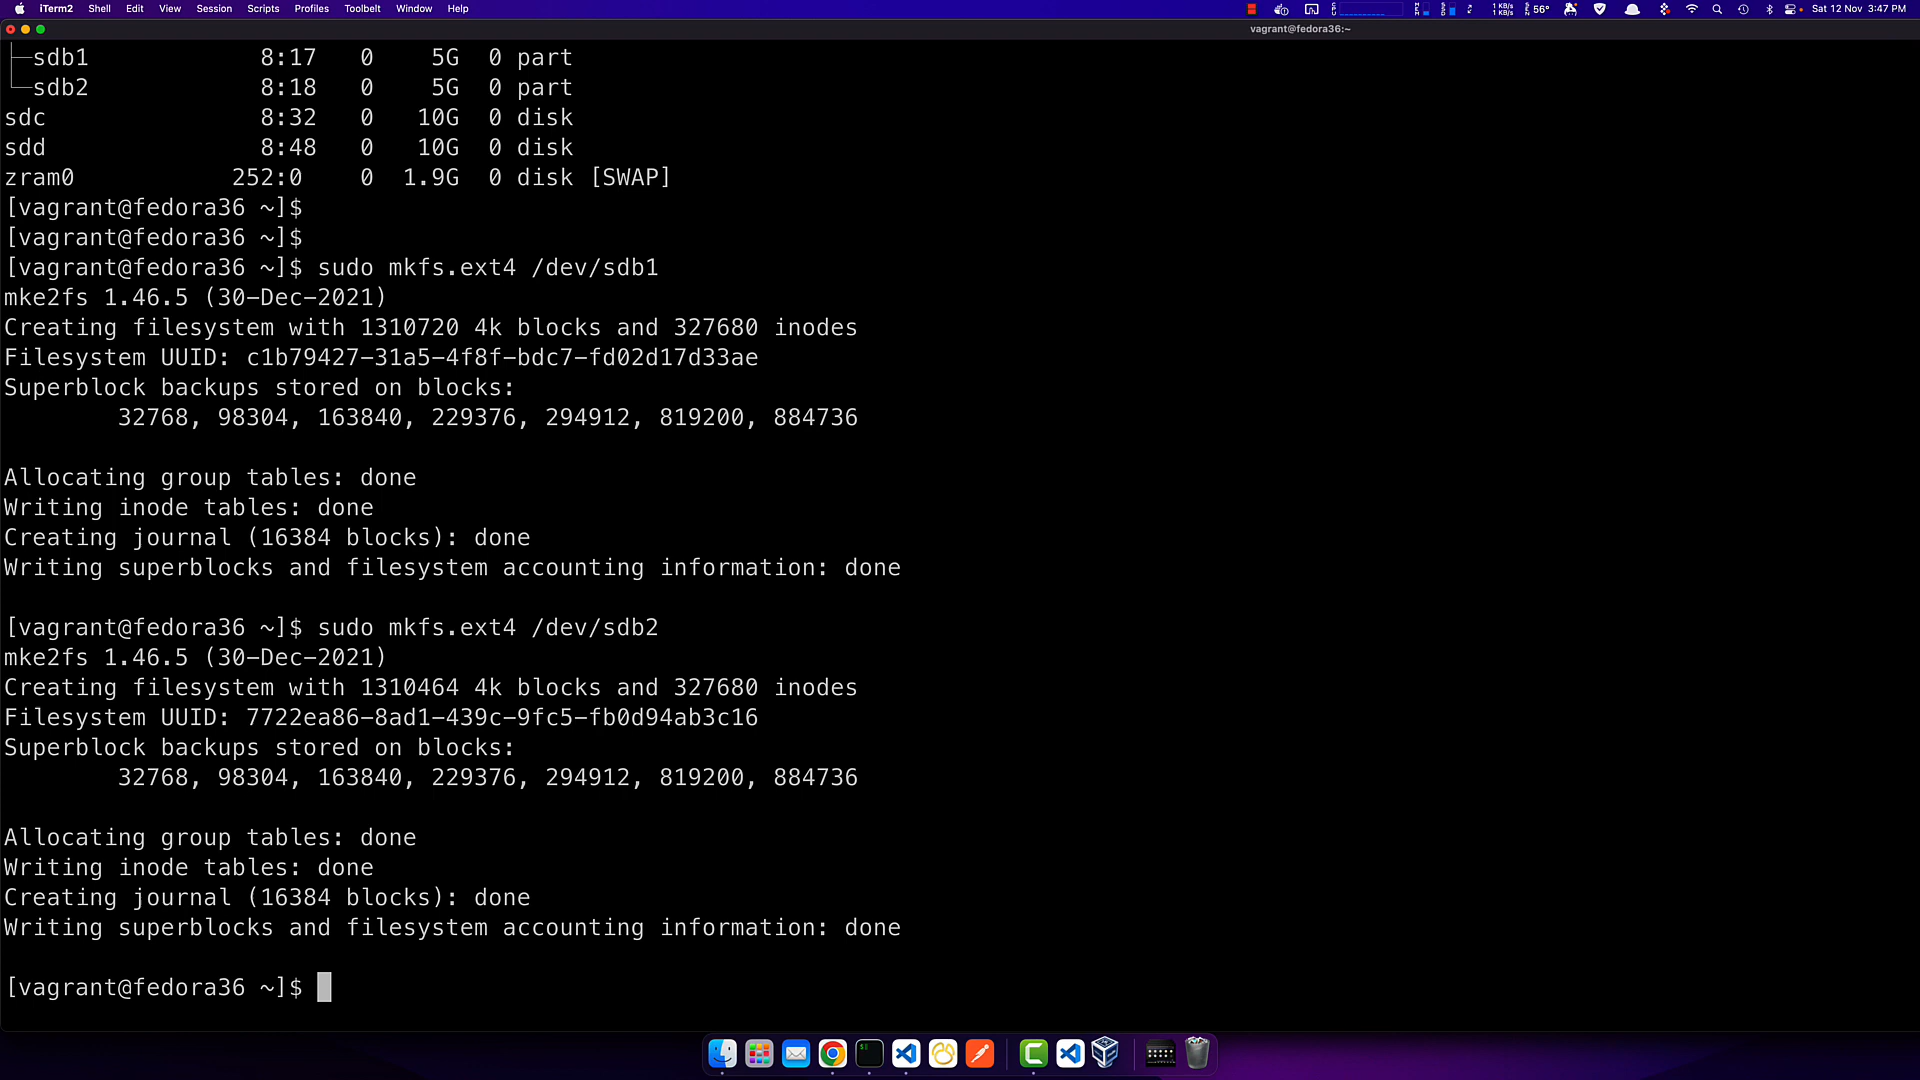 iTerm2 Shell Edit View Session Scripts Profiles Toolbelt Window Help 56° Sat 12 Nov 3:47 PM
vagrant@fedora36:~
├─sdb1 8:17 0 5G 0 part
└─sdb2 8:18 0 5G 0 part
sdc 8:32 0 10G 0 disk
sdd 8:48 0 10G 0 disk
zram0 252:0 0 1.9G 0 disk [SWAP]
[vagrant@fedora36 ~]$
[vagrant@fedora36 ~]$
[vagrant@fedora36 ~]$ sudo mkfs.ext4 /dev/sdb1
mke2fs 1.46.5 (30-Dec-2021)
Creating filesystem with 1310720 4k blocks and 327680 inodes
Filesystem UUID: c1b79427-31a5-4f8f-bdc7-fd02d17d33ae
Superblock backups stored on blocks:
32768, 98304, 163840, 229376, 294912, 819200, 884736
Allocating group tables: done
Writing inode tables: done
Creating journal (16384 blocks): done
Writing superblocks and filesystem accounting information: done
[vagrant@fedora36 ~]$ sudo mkfs.ext4 /dev/sdb2
mke2fs 1.46.5 (30-Dec-2021)
Creating filesystem with 1310464 4k blocks and 327680 inodes
Filesystem UUID: 7722ea86-8ad1-439c-9fc5-fb0d94ab3c16
Superblock backups stored on blocks:
32768, 98304, 163840, 229376, 294912, 819200, 884736
Allocating group tables: done
Writing inode tables: done
Creating journal (16384 blocks): done
Writing superblocks and filesystem accounting information: done
[vagrant@fedora36 ~]$